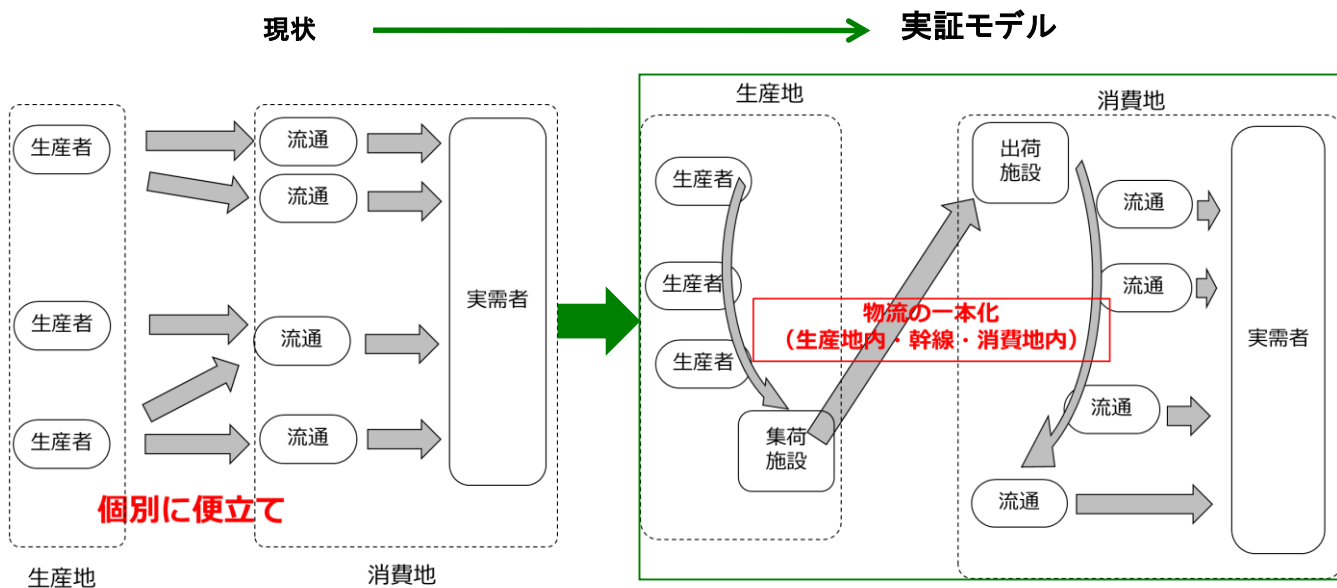 現状
実証モデル
生産者
生産者
生産者
流通
流通
流通
流通
実需者
個別に便立て
生産地
消費地
生産地
生産者
生産者
生産者
集荷
施設
物流の一本化
（生産地内・幹線・消費地内）
消費地
出荷
施設
流通
流通
流通
流通
実需者